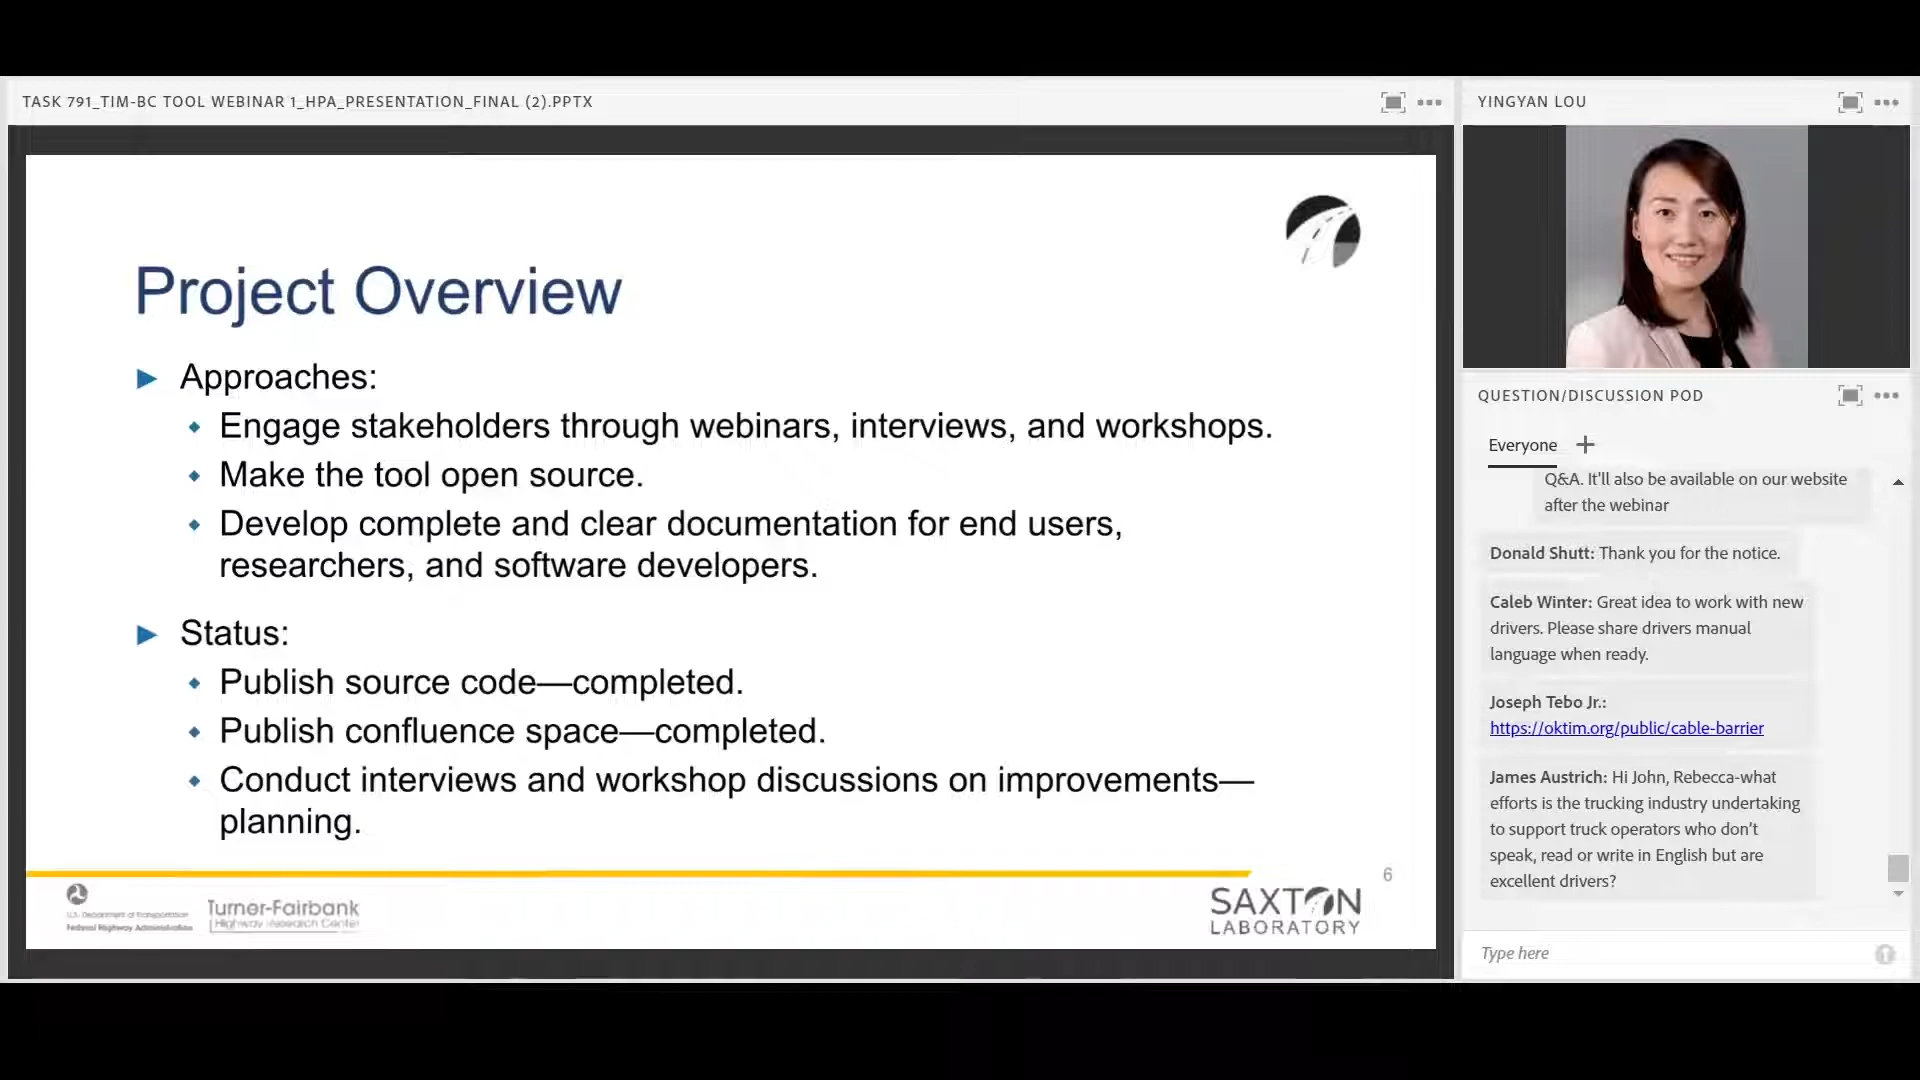 TASK 791_TIM-BC TOOL WEBINAR 1_HPA_PRESENTATION_FINAL (2).PPTX
Project Overview
Approaches:
Engage stakeholders through webinars, interviews, and workshops.
Make the tool open source.
Develop complete and clear documentation for end users,
researchers, and software developers.
Status:
Publish source code—completed.
Publish confluence space—completed.
Conduct interviews and workshop discussions on improvements—
planning.
6
U.S. Department of Transportation
Federal Highway Administration
Turner-Fairbank
Highway Research Center
SAXTON
LABORATORY
YINGYAN LOU
QUESTION/DISCUSSION POD
Everyone
Q&A. It'll also be available on our website
after the webinar
Donald Shutt: Thank you for the notice.
Caleb Winter: Great idea to work with new
drivers. Please share drivers manual
language when ready.
Joseph Tebo Jr.:
https://oktim.org/public/cable-barrier
James Austrich: Hi John, Rebecca-what
efforts is the trucking industry undertaking
to support truck operators who don't
speak, read or write in English but are
excellent drivers?
Type here